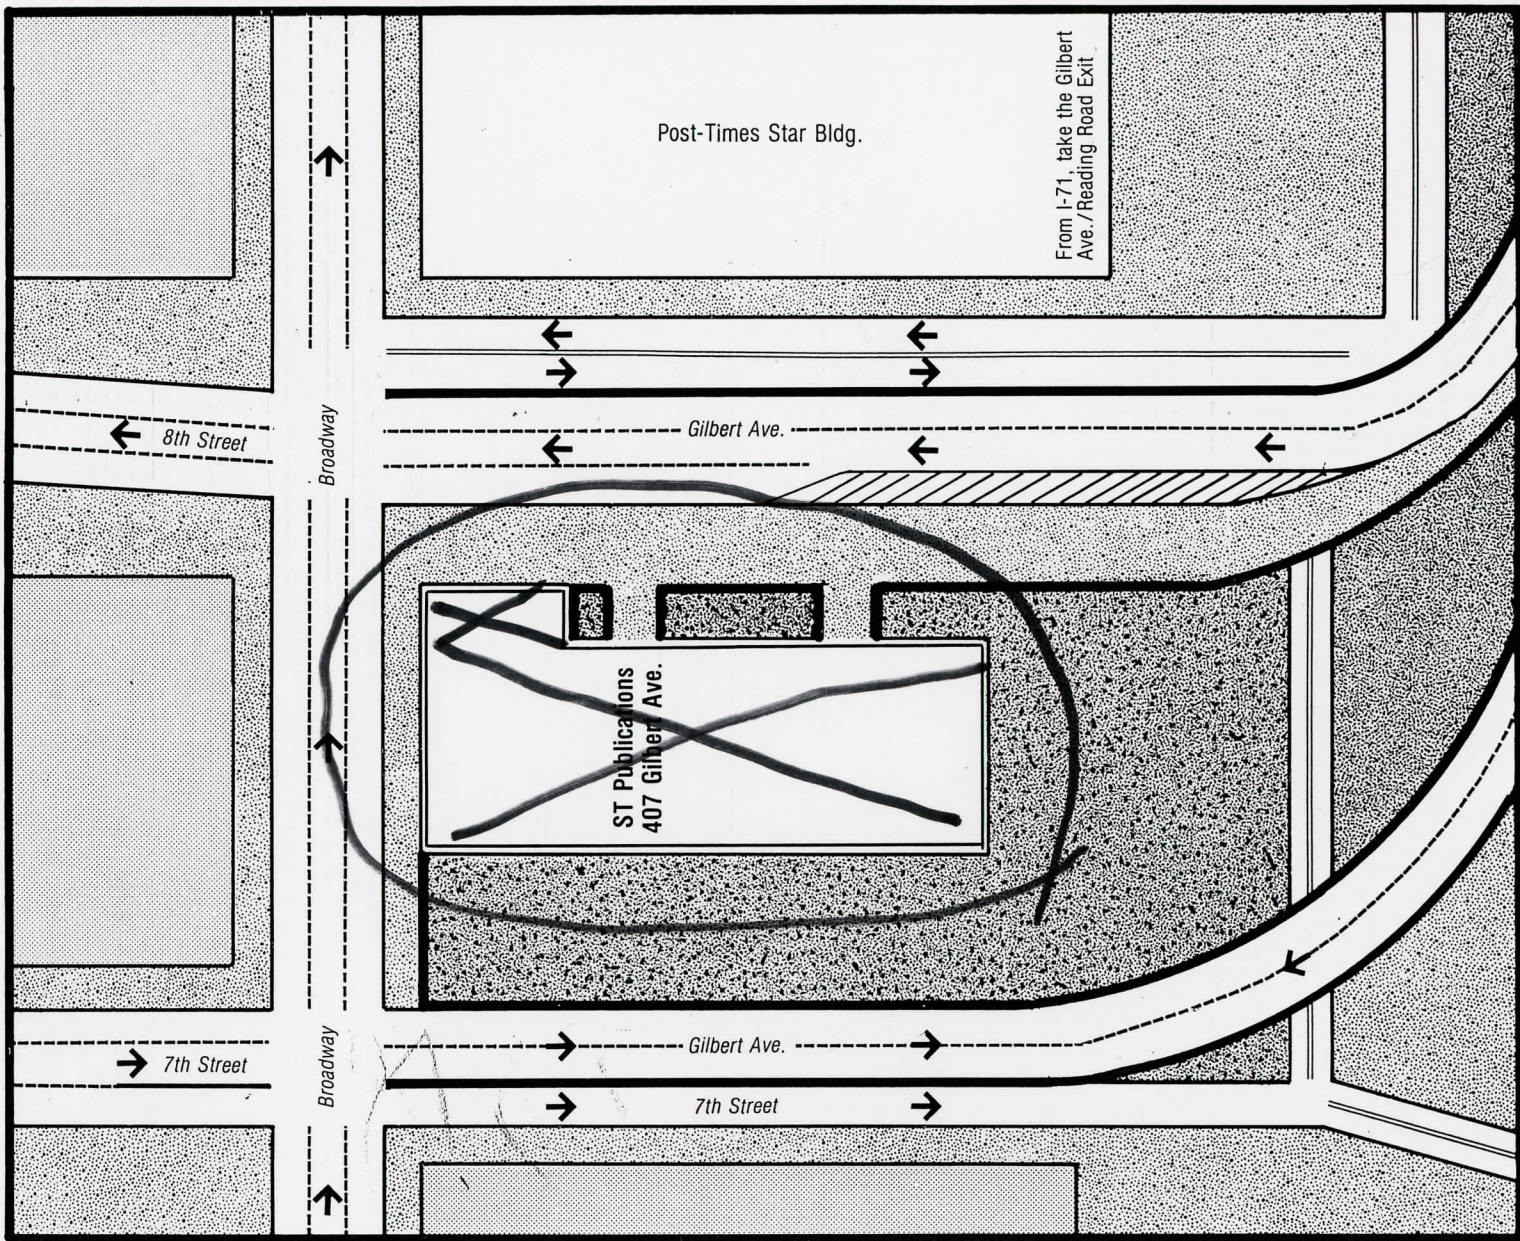 Post-Times Star Bldg.
From I-71, take the Gilbert
Ave./Reading Road Exit
8th Street
Broadway
Gilbert Ave.
ST Publications
407 Gilbert Ave.
7th Street
Broadway
Gilbert Ave.
7th Street